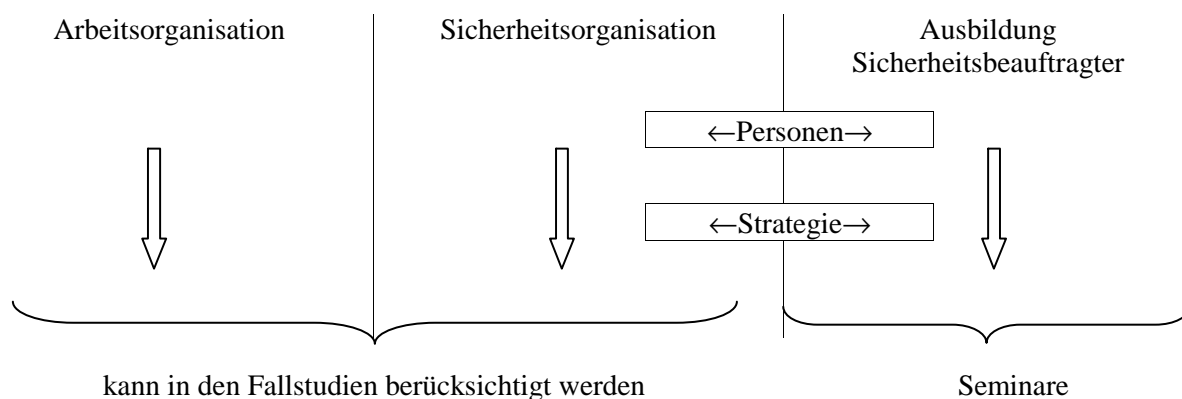 Arbeitsorganisation
Sicherheitsorganisation
Ausbildung
Sicherheitsbeauftragter
←Personen→
←Strategie→
kann in den Fallstudien berücksichtigt werden
Seminare